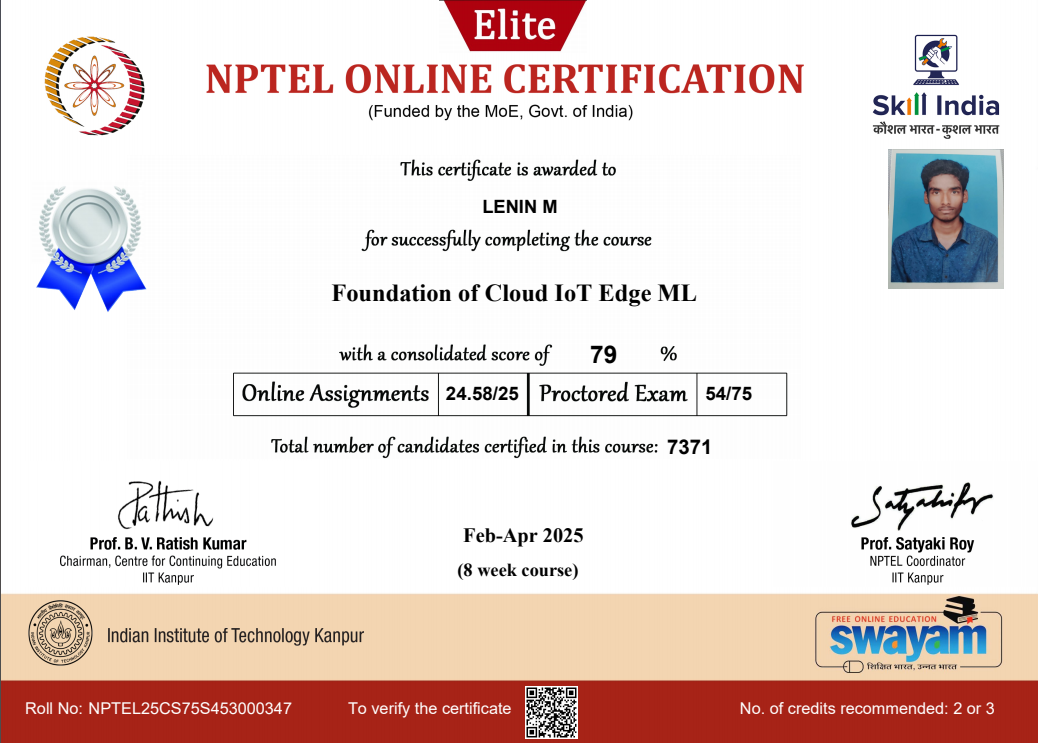 Elite
NPTEL ONLINE CERTIFICATION
(Funded by the MoE, Govt. of India)
Skill India
कौशल भारत - कुशल भारत
This certificate is awarded to
LENIN M
for successfully completing the course
Foundation of Cloud IoT Edge ML
with a consolidated score of 79 %
Online Assignments 24.58/25 Proctored Exam 54/75
Total number of candidates certified in this course: 7371
Prof. B. V. Ratish Kumar
Chairman, Centre for Continuing Education
IIT Kanpur
Feb-Apr 2025
(8 week course)
Prof. Satyaki Roy
NPTEL Coordinator
IIT Kanpur
Indian Institute of Technology Kanpur
FREE ONLINE EDUCATION
swayam
शिक्षित भारत, उन्नत भारत
Roll No: NPTEL25CS75S453000347
To verify the certificate
No. of credits recommended: 2 or 3